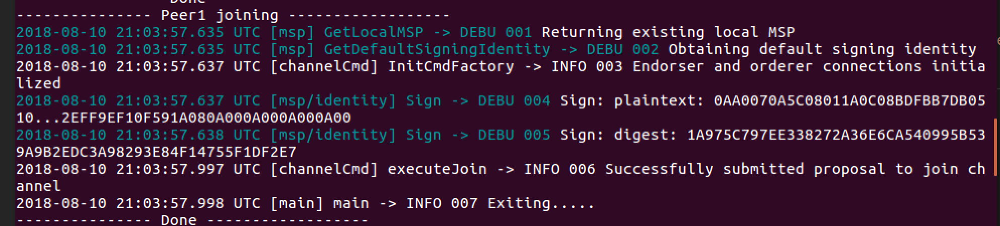 Done
--------------- Peer1 joining ------------------
2018-08-10 21:03:57.635 UTC [msp] GetLocalMSP -> DEBU 001 Returning existing local MSP
2018-08-10 21:03:57.635 UTC [msp] GetDefaultSigningIdentity -> DEBU 002 Obtaining default signing identity
2018-08-10 21:03:57.637 UTC [channelCmd] InitCmdFactory -> INFO 003 Endorser and orderer connections initia
lized
2018-08-10 21:03:57.637 UTC [msp/identity] Sign -> DEBU 004 Sign: plaintext: 0AA0070A5C08011A0C08BDFBB7DB05
10...2EFF9EF10F591A080A000A000A000A00
2018-08-10 21:03:57.638 UTC [msp/identity] Sign -> DEBU 005 Sign: digest: 1A975C797EE338272A36E6CA540995B53
9A9B2EDC3A98293E84F14755F1DF2E7
2018-08-10 21:03:57.997 UTC [channelCmd] executeJoin -> INFO 006 Successfully submitted proposal to join ch
annel
2018-08-10 21:03:57.998 UTC [main] main -> INFO 007 Exiting.....
--------------- Done ------------------